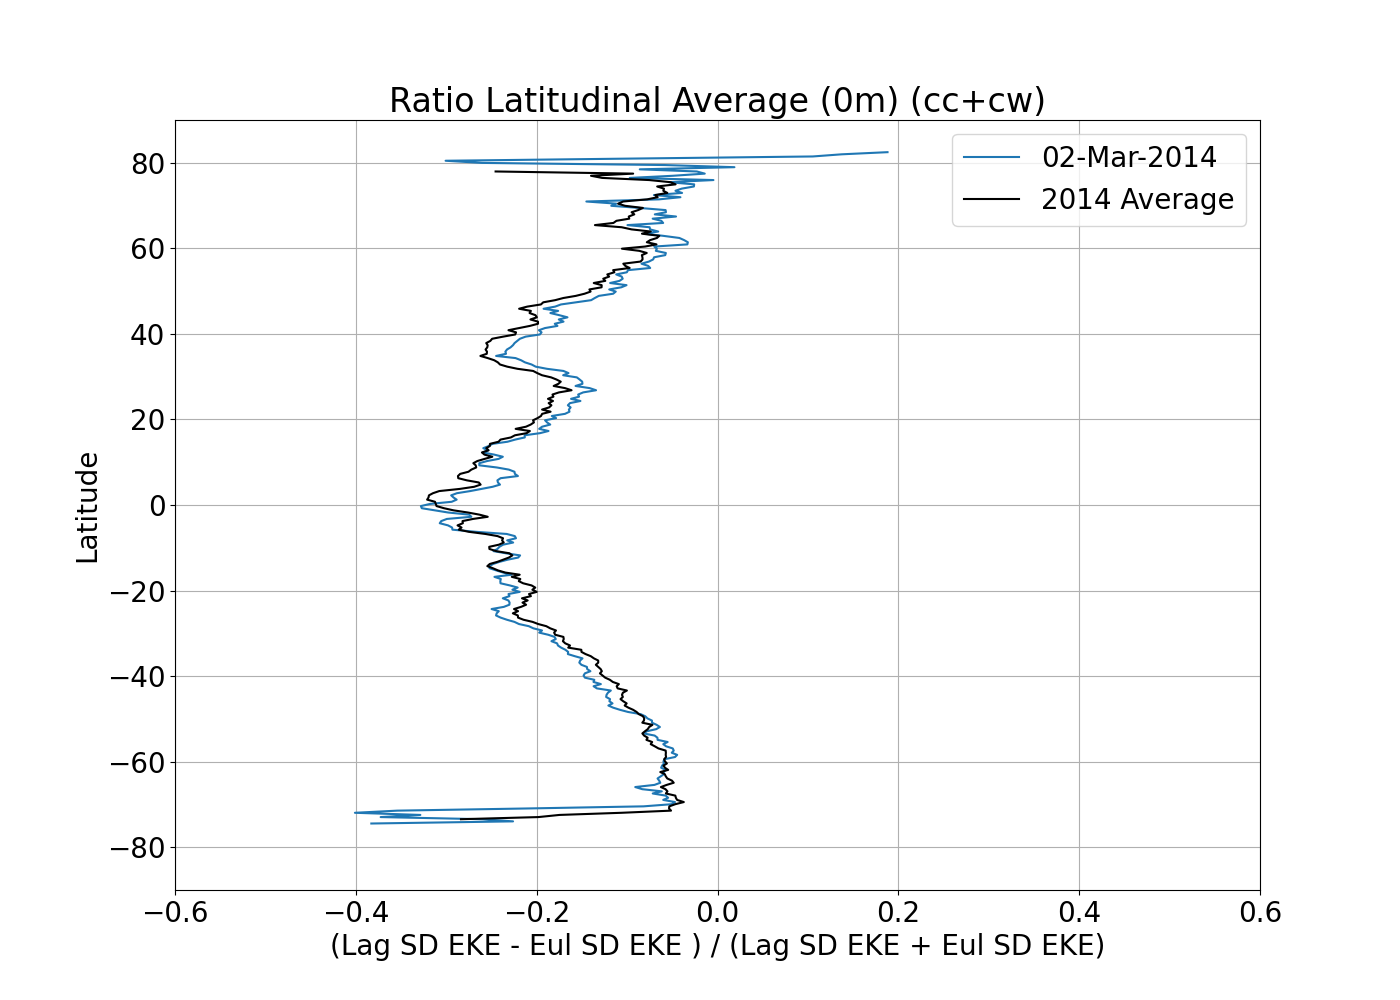 Ratio Latitudinal Average (0m) (cc+cw)
02-Mar-2014
2014 Average
Latitude
80
60
40
20
0
−20
−40
−60
−80
−0.6 −0.4 −0.2 0.0 0.2 0.4 0.6
(Lag SD EKE - Eul SD EKE ) / (Lag SD EKE + Eul SD EKE)